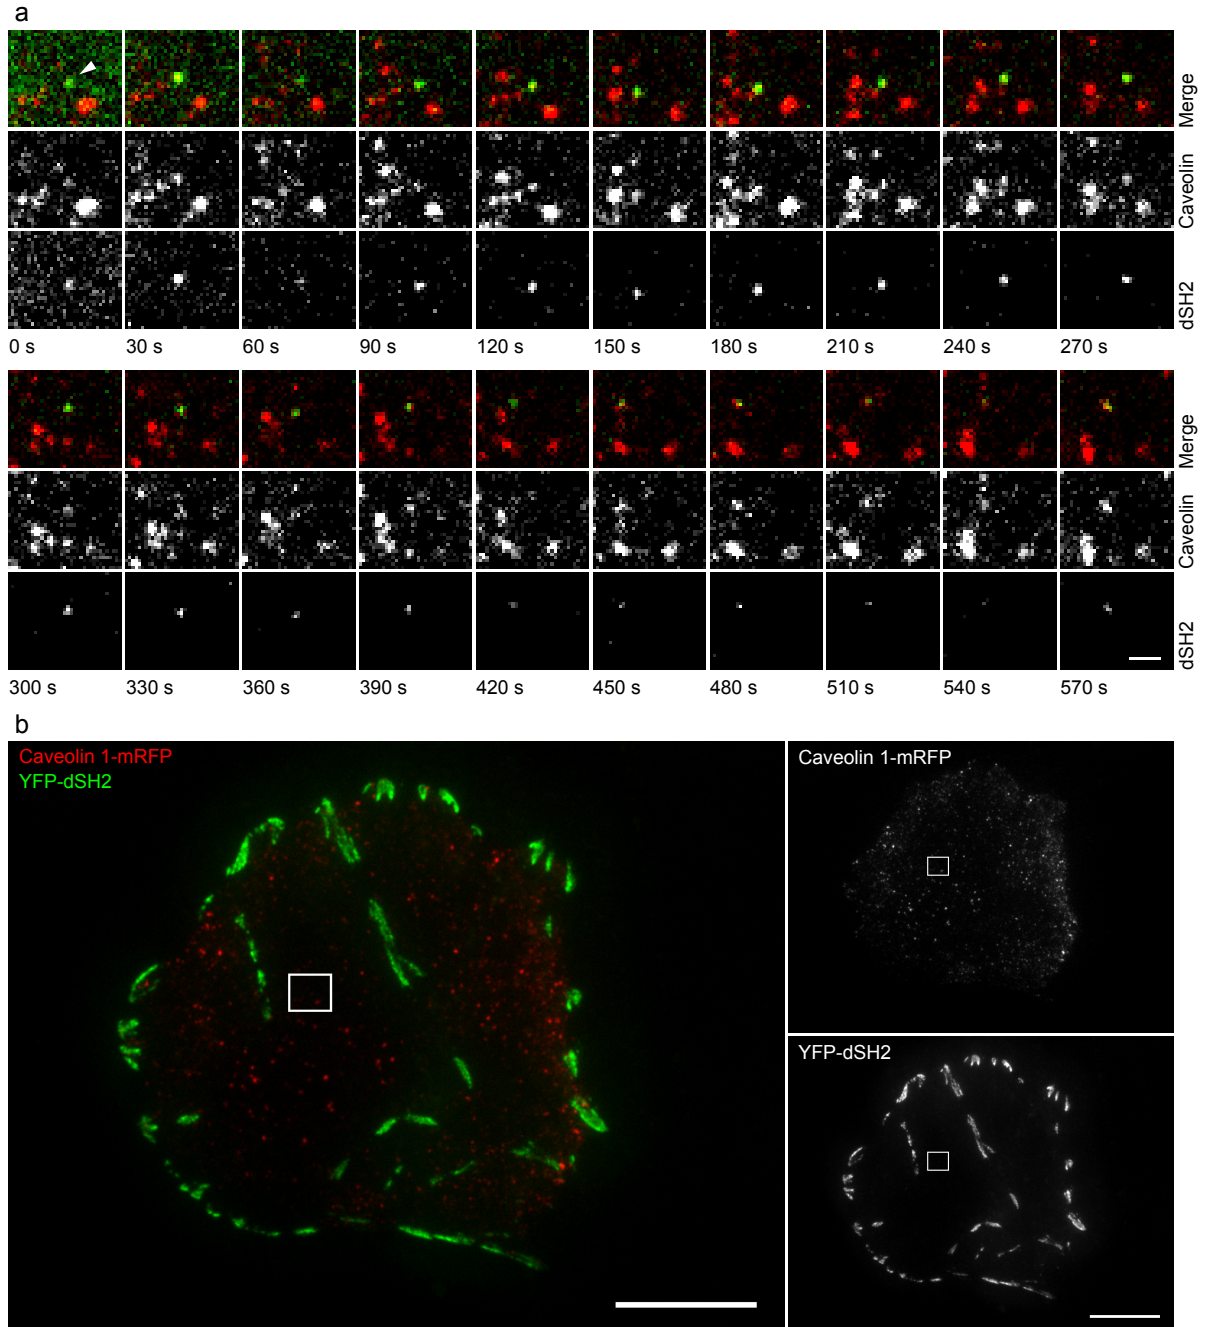 a
Merge
Caveolin
dSH2
0 s 30 s 60 s 90 s 120 s 150 s 180 s 210 s 240 s 270 s
Merge
Caveolin
dSH2
300 s 330 s 360 s 390 s 420 s 450 s 480 s 510 s 540 s 570 s
b
Caveolin 1-mRFP
YFP-dSH2
Caveolin 1-mRFP
YFP-dSH2